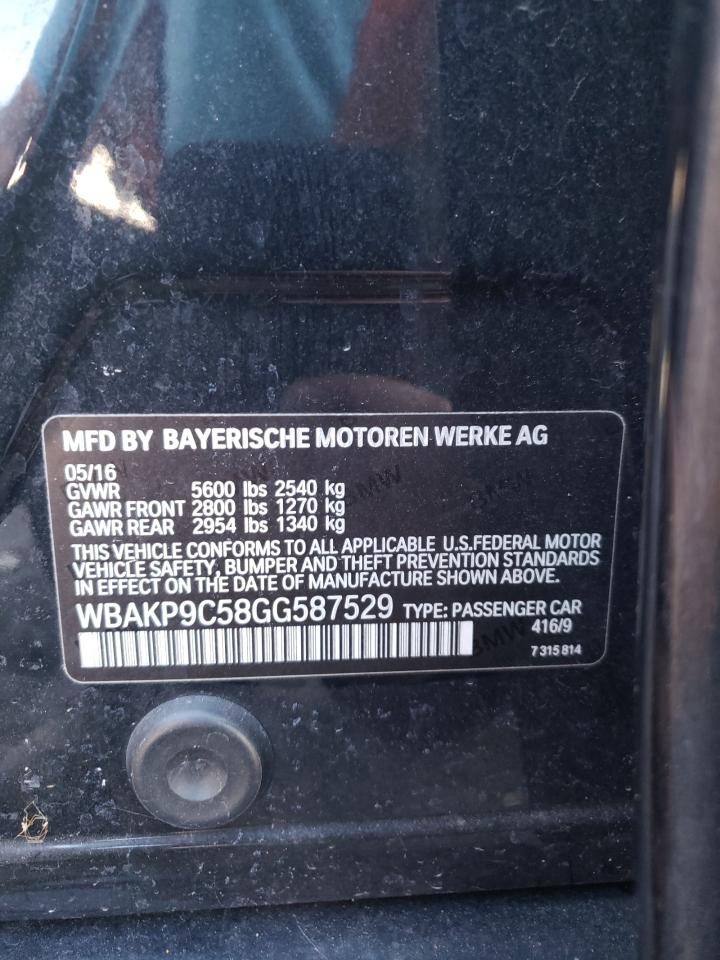 MFD BY BAYERISCHE MOTOREN WERKE AG
05/16
GVWR 5600 lbs 2540 kg
GAWR FRONT 2800 lbs 1270 kg
GAWR REAR 2954 lbs 1340 kg
THIS VEHICLE CONFORMS TO ALL APPLICABLE U.S.FEDERAL MOTOR
VEHICLE SAFETY, BUMPER AND THEFT PREVENTION STANDARDS
IN EFFECT ON THE DATE OF MANUFACTURE SHOWN ABOVE.
WBAKP9C58GG587529 TYPE: PASSENGER CAR
416/9
7 315 814
BMW
BMW
BMW